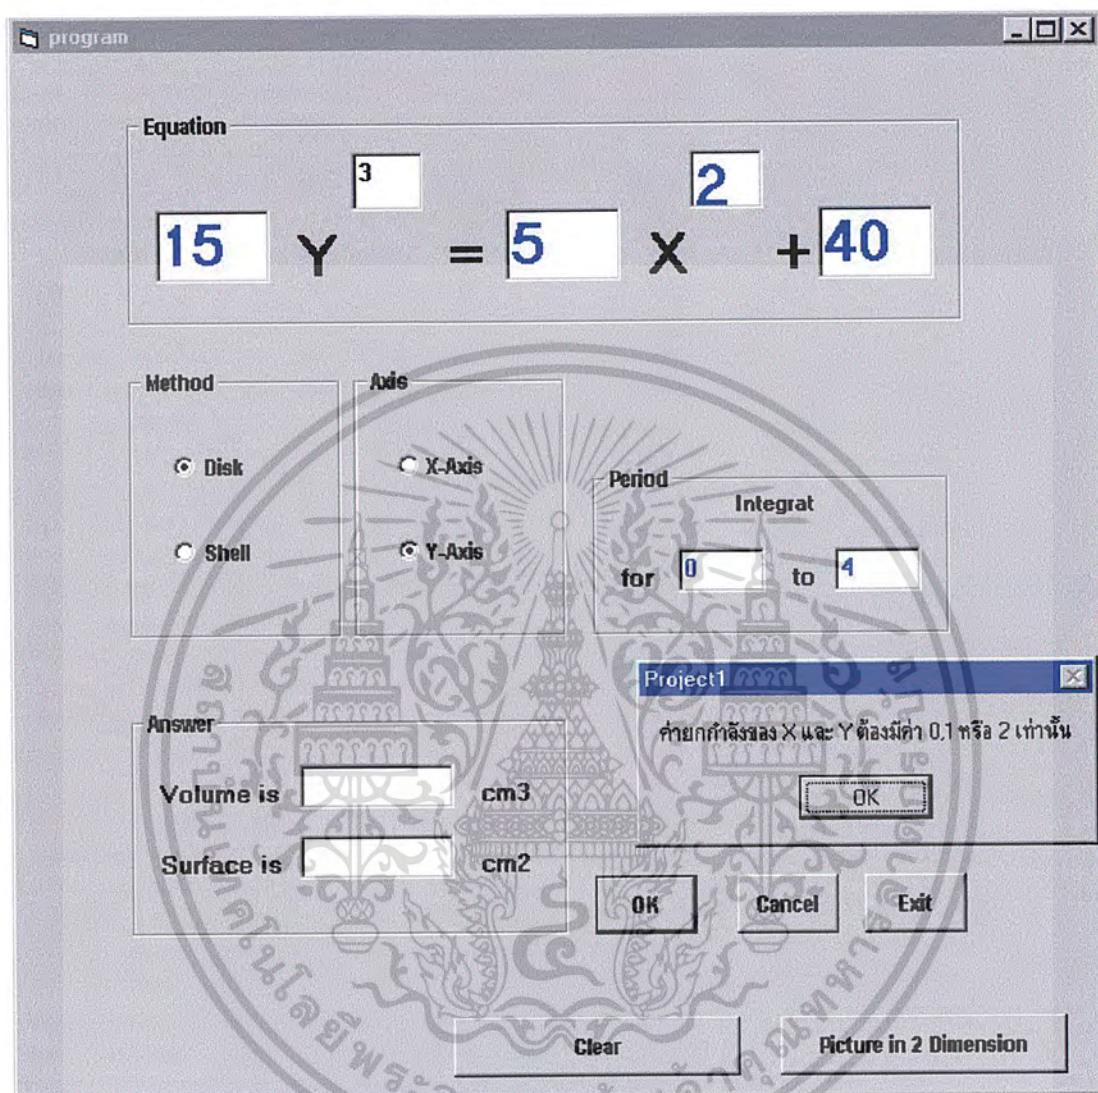 program
Equation
15 Y 3 = 5 X 2 + 40
Method
Disk
Shell
Axis
X-Axis
Y-Axis
Period
Integrat
for 0 to 4
Project1
ค่ายกกำลังของ X และ Y ต้องมีค่า 0,1 หรือ 2 เท่านั้น
OK
Answer
Volume is cm3
Surface is cm2
OK Cancel Exit
Clear Picture in 2 Dimension